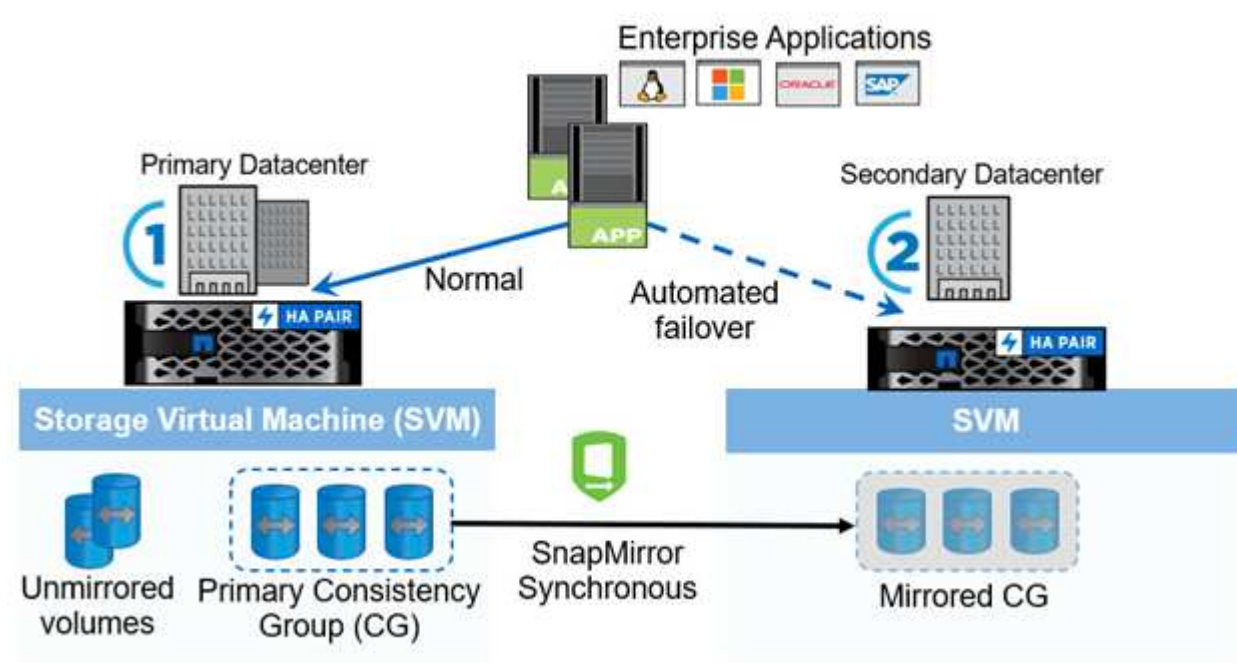 Enterprise Applications
ORACLE
SAP
Primary Datacenter
Secondary Datacenter
1
APP
2
Normal
Automated
failover
HA PAIR
HA PAIR
Storage Virtual Machine (SVM)
SVM
SnapMirror
Synchronous
Unmirrored
volumes
Primary Consistency
Group (CG)
Mirrored CG